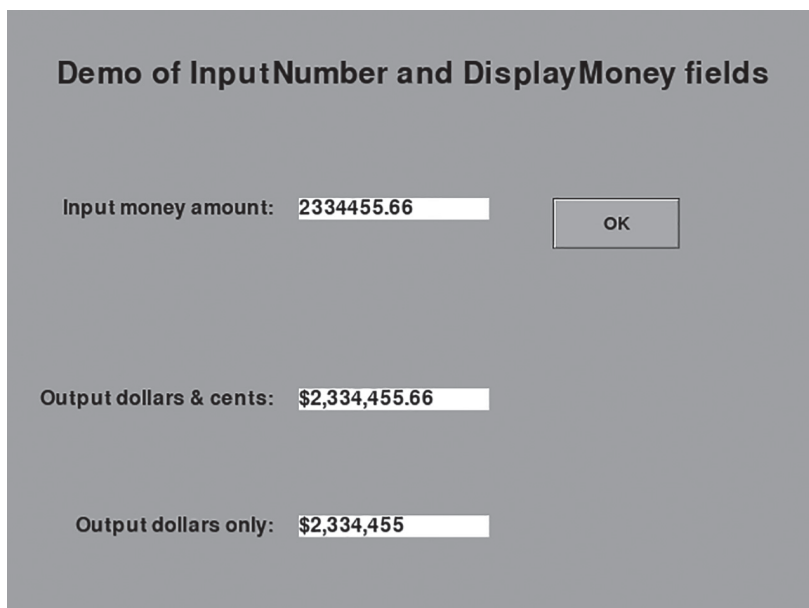 Demo of InputNumber and DisplayMoney fields
Input money amount: 2334455.66
OK
Output dollars & cents: $2,334,455.66
Output dollars only: $2,334,455